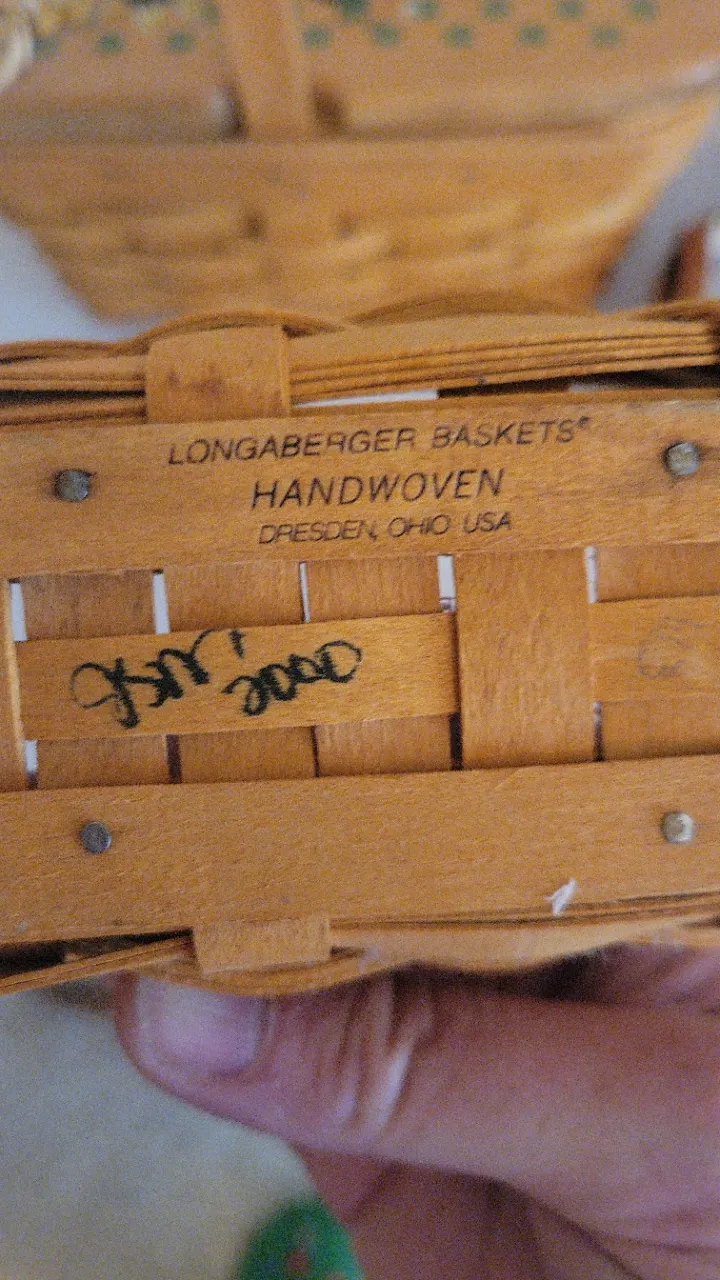 LONGABERGER BASKETS®
HANDWOVEN
DRESDEN, OHIO USA
2000